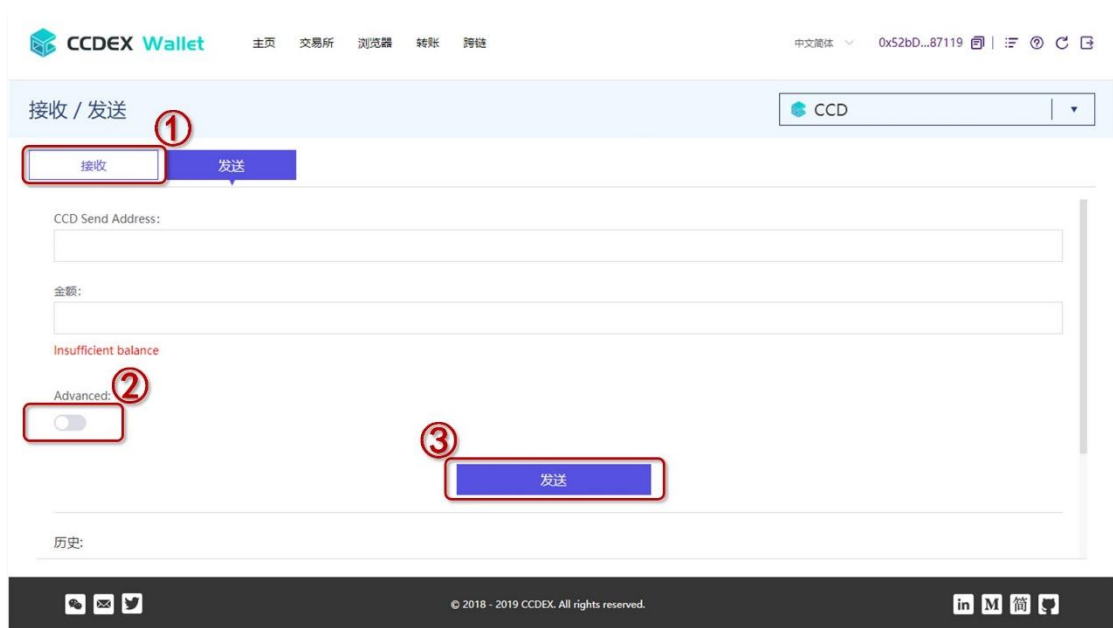 CCDEX Wallet 主页 交易所 浏览器 转账 跨链 中文简体 0x52bD...87119
接收 / 发送 CCD
①
接收 发送
CCD Send Address:
金额:
Insufficient balance
Advanced: ②
③
发送
历史:
© 2018 - 2019 CCDEX. All rights reserved. in M 简